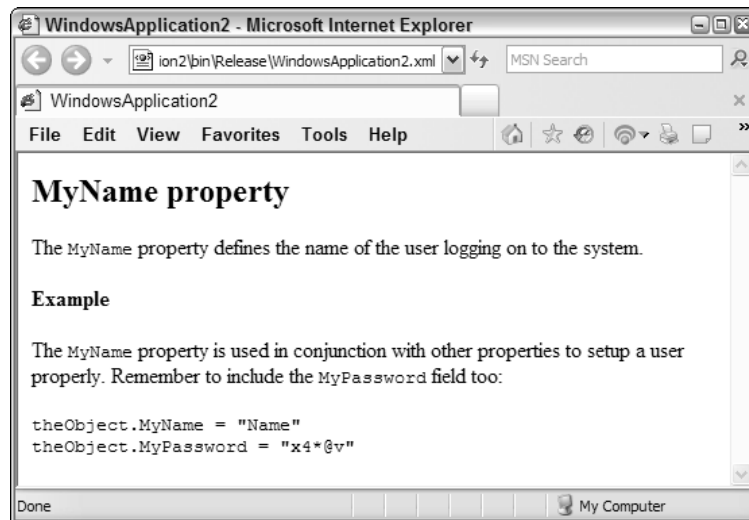 WindowsApplication2 - Microsoft Internet Explorer
ion2\bin\Release\WindowsApplication2.xml
MSN Search
WindowsApplication2
File Edit View Favorites Tools Help
»
MyName property
The MyName property defines the name of the user logging on to the system.
Example
The MyName property is used in conjunction with other properties to setup a user
properly. Remember to include the MyPassword field too:
theObject.MyName = "Name"
theObject.MyPassword = "x4*@v"
Done
My Computer